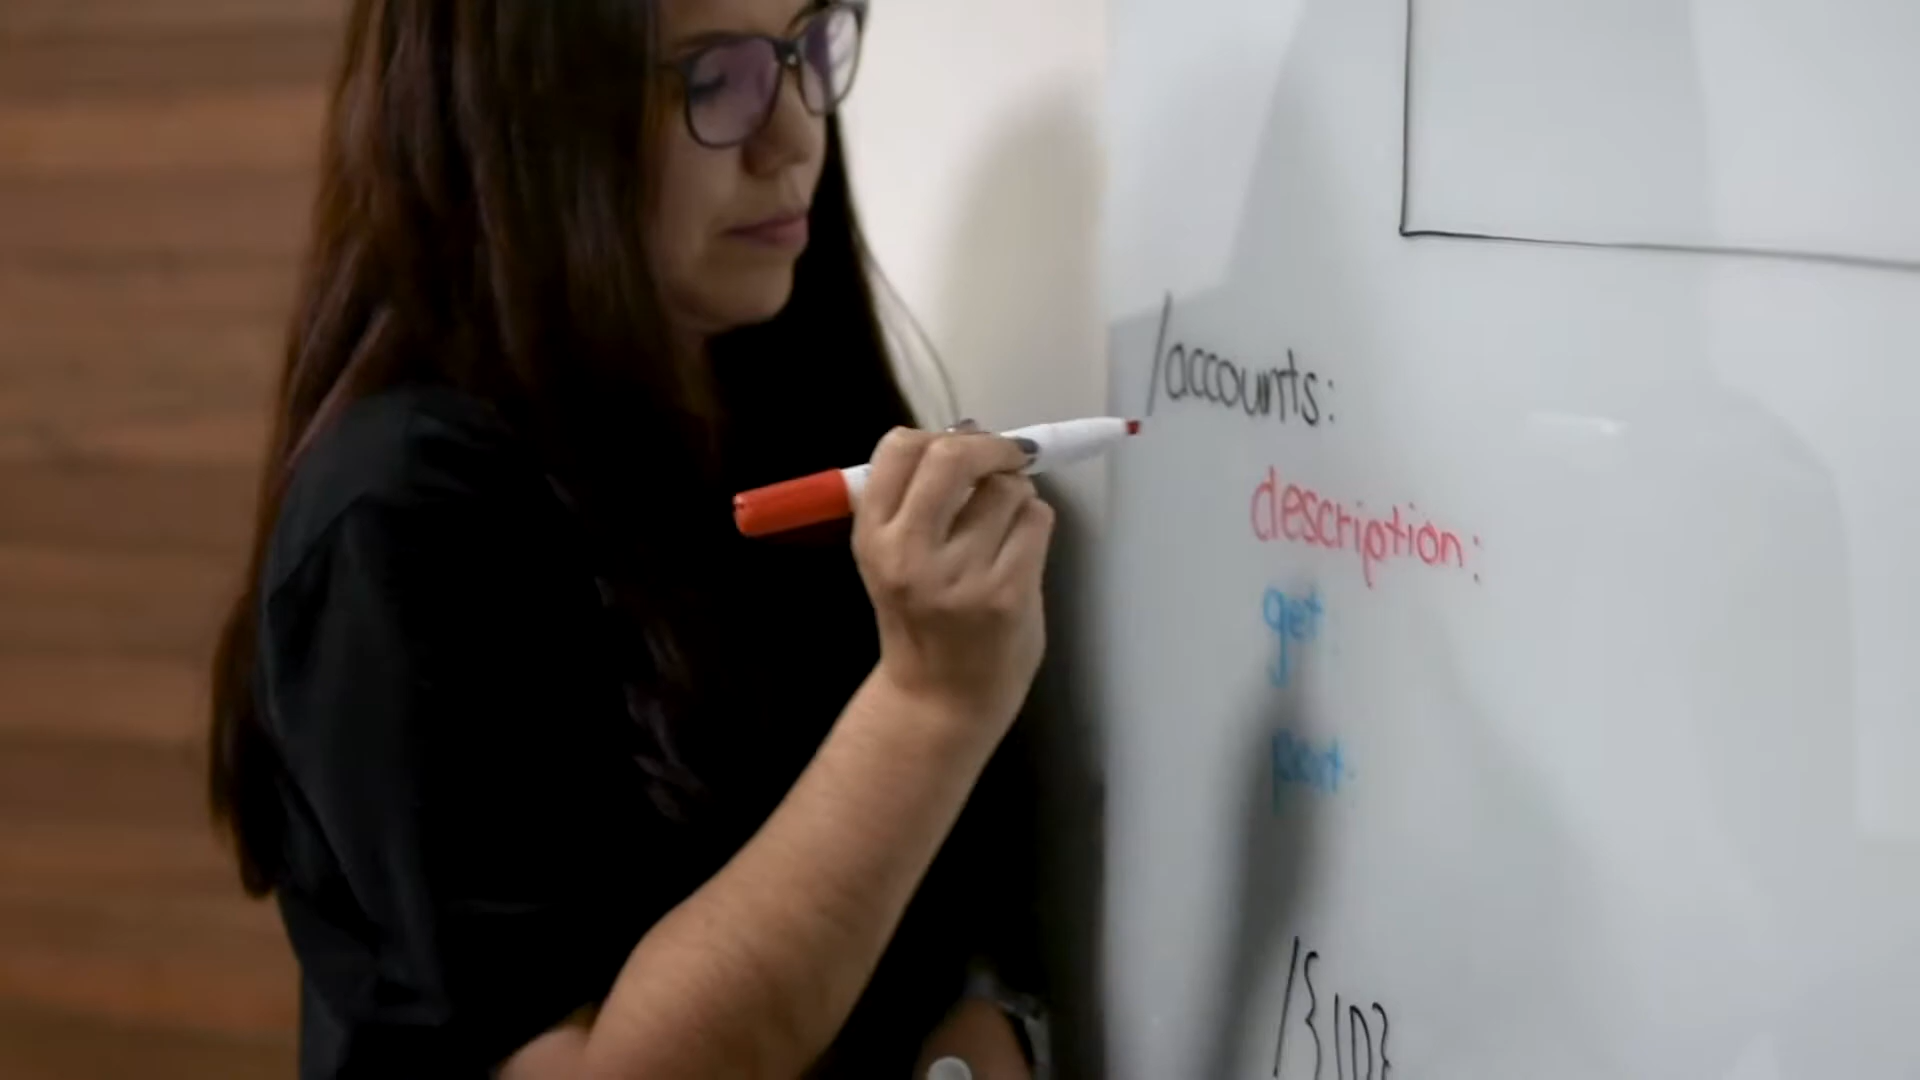 /accounts:
description:
get:
post:
/{ID}